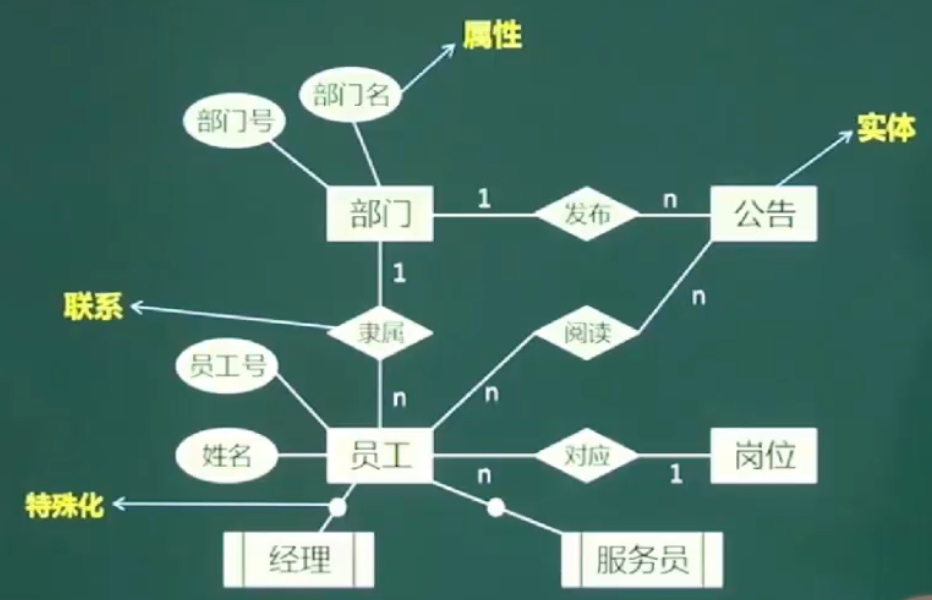 属性
部门名
部门号
实体
部门
1
发布
n
公告
1
n
联系
隶属
阅读
员工号
n
n
姓名
员工
对应
岗位
n
1
特殊化
经理
服务员